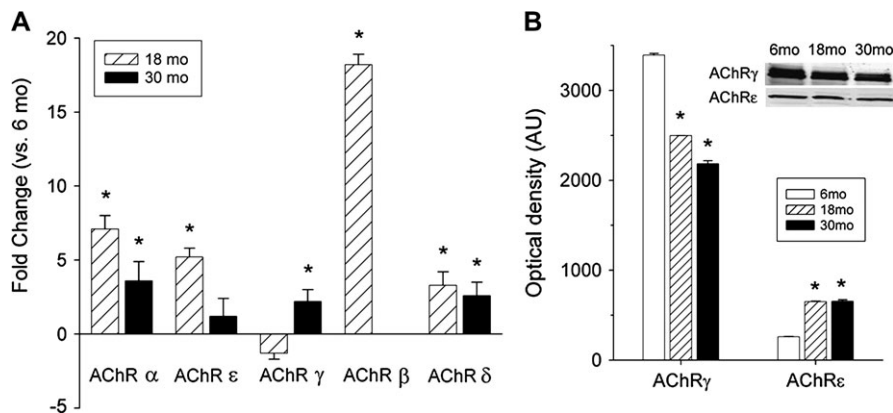 A
Fold Change (vs. 6 mo)
20
15
10
5
0
-5
18 mo
30 mo
*
*
*
*
*
*
*
AChR α
AChR ε
AChR γ
AChR β
AChR δ
B
Optical density (AU)
3000
2000
1000
0
6mo 18mo 30mo
AChRγ
AChRε
6mo
18mo
30mo
*
*
*
*
AChRγ
AChRε